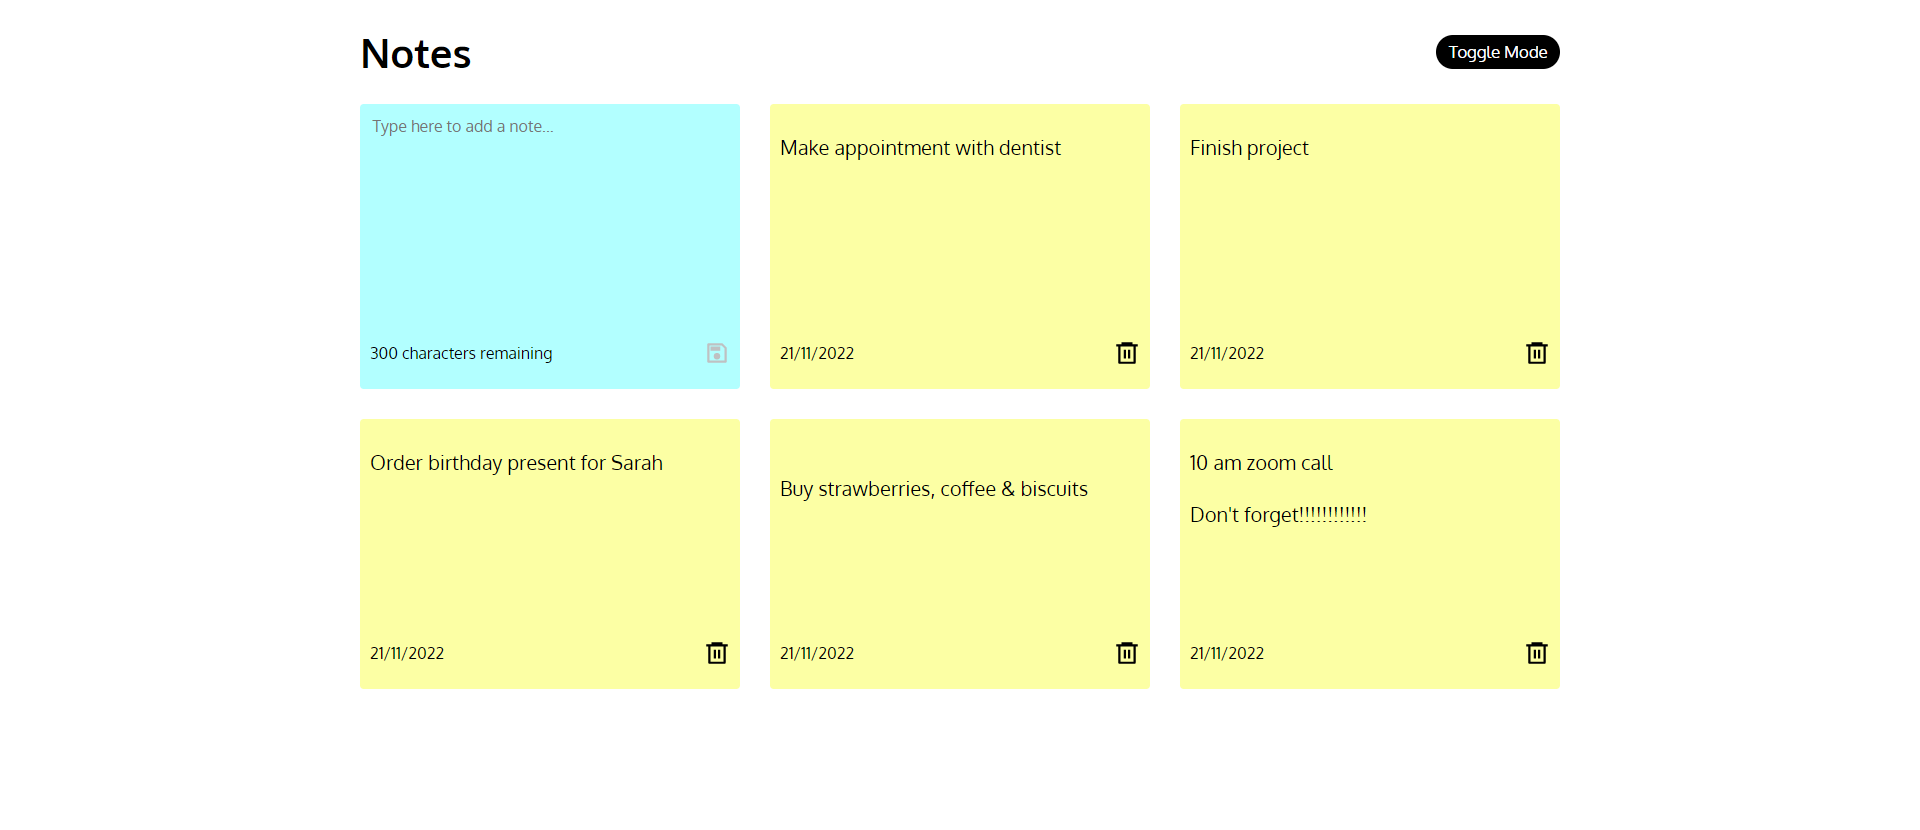 Notes
Toggle Mode
Type here to add a note...
300 characters remaining
Make appointment with dentist
21/11/2022
Finish project
21/11/2022
Order birthday present for Sarah
21/11/2022
Buy strawberries, coffee & biscuits
21/11/2022
10 am zoom call
Don't forget!!!!!!!!!!!!
21/11/2022